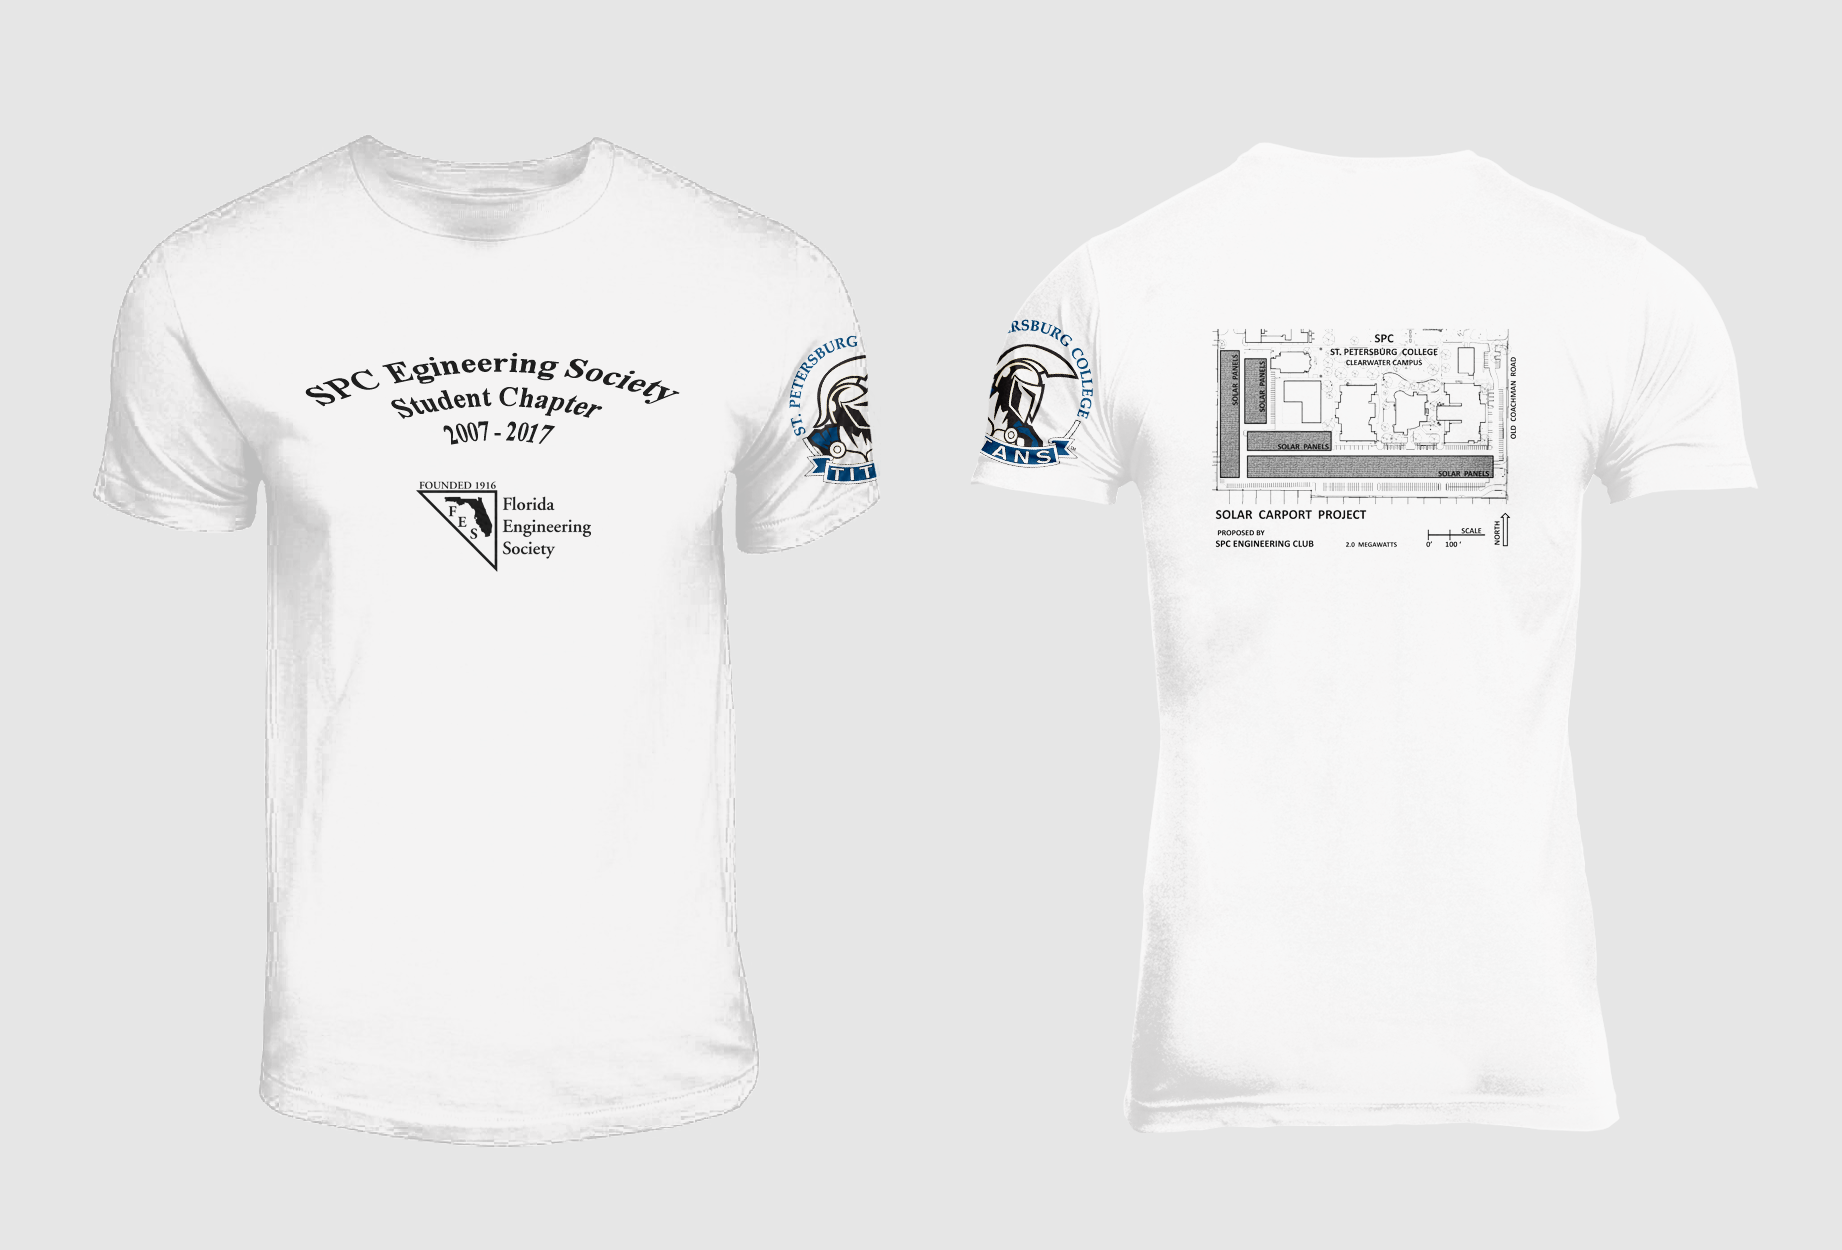 SPC Egineering Society
Student Chapter
2007 - 2017
FOUNDED 1916
F
E
S
Florida
Engineering
Society
ST. PETERSBURG
TIT
RSBURG COLLEGE
ANS
SPC
ST. PETERSBURG COLLEGE
CLEARWATER CAMPUS
SOLAR PANELS
SOLAR PANELS
SOLAR PANELS
SOLAR PANELS
OLD COACHMAN ROAD
SOLAR CARPORT PROJECT
PROPOSED BY
SPC ENGINEERING CLUB
2.0 MEGAWATTS
SCALE
0' 100'
NORTH